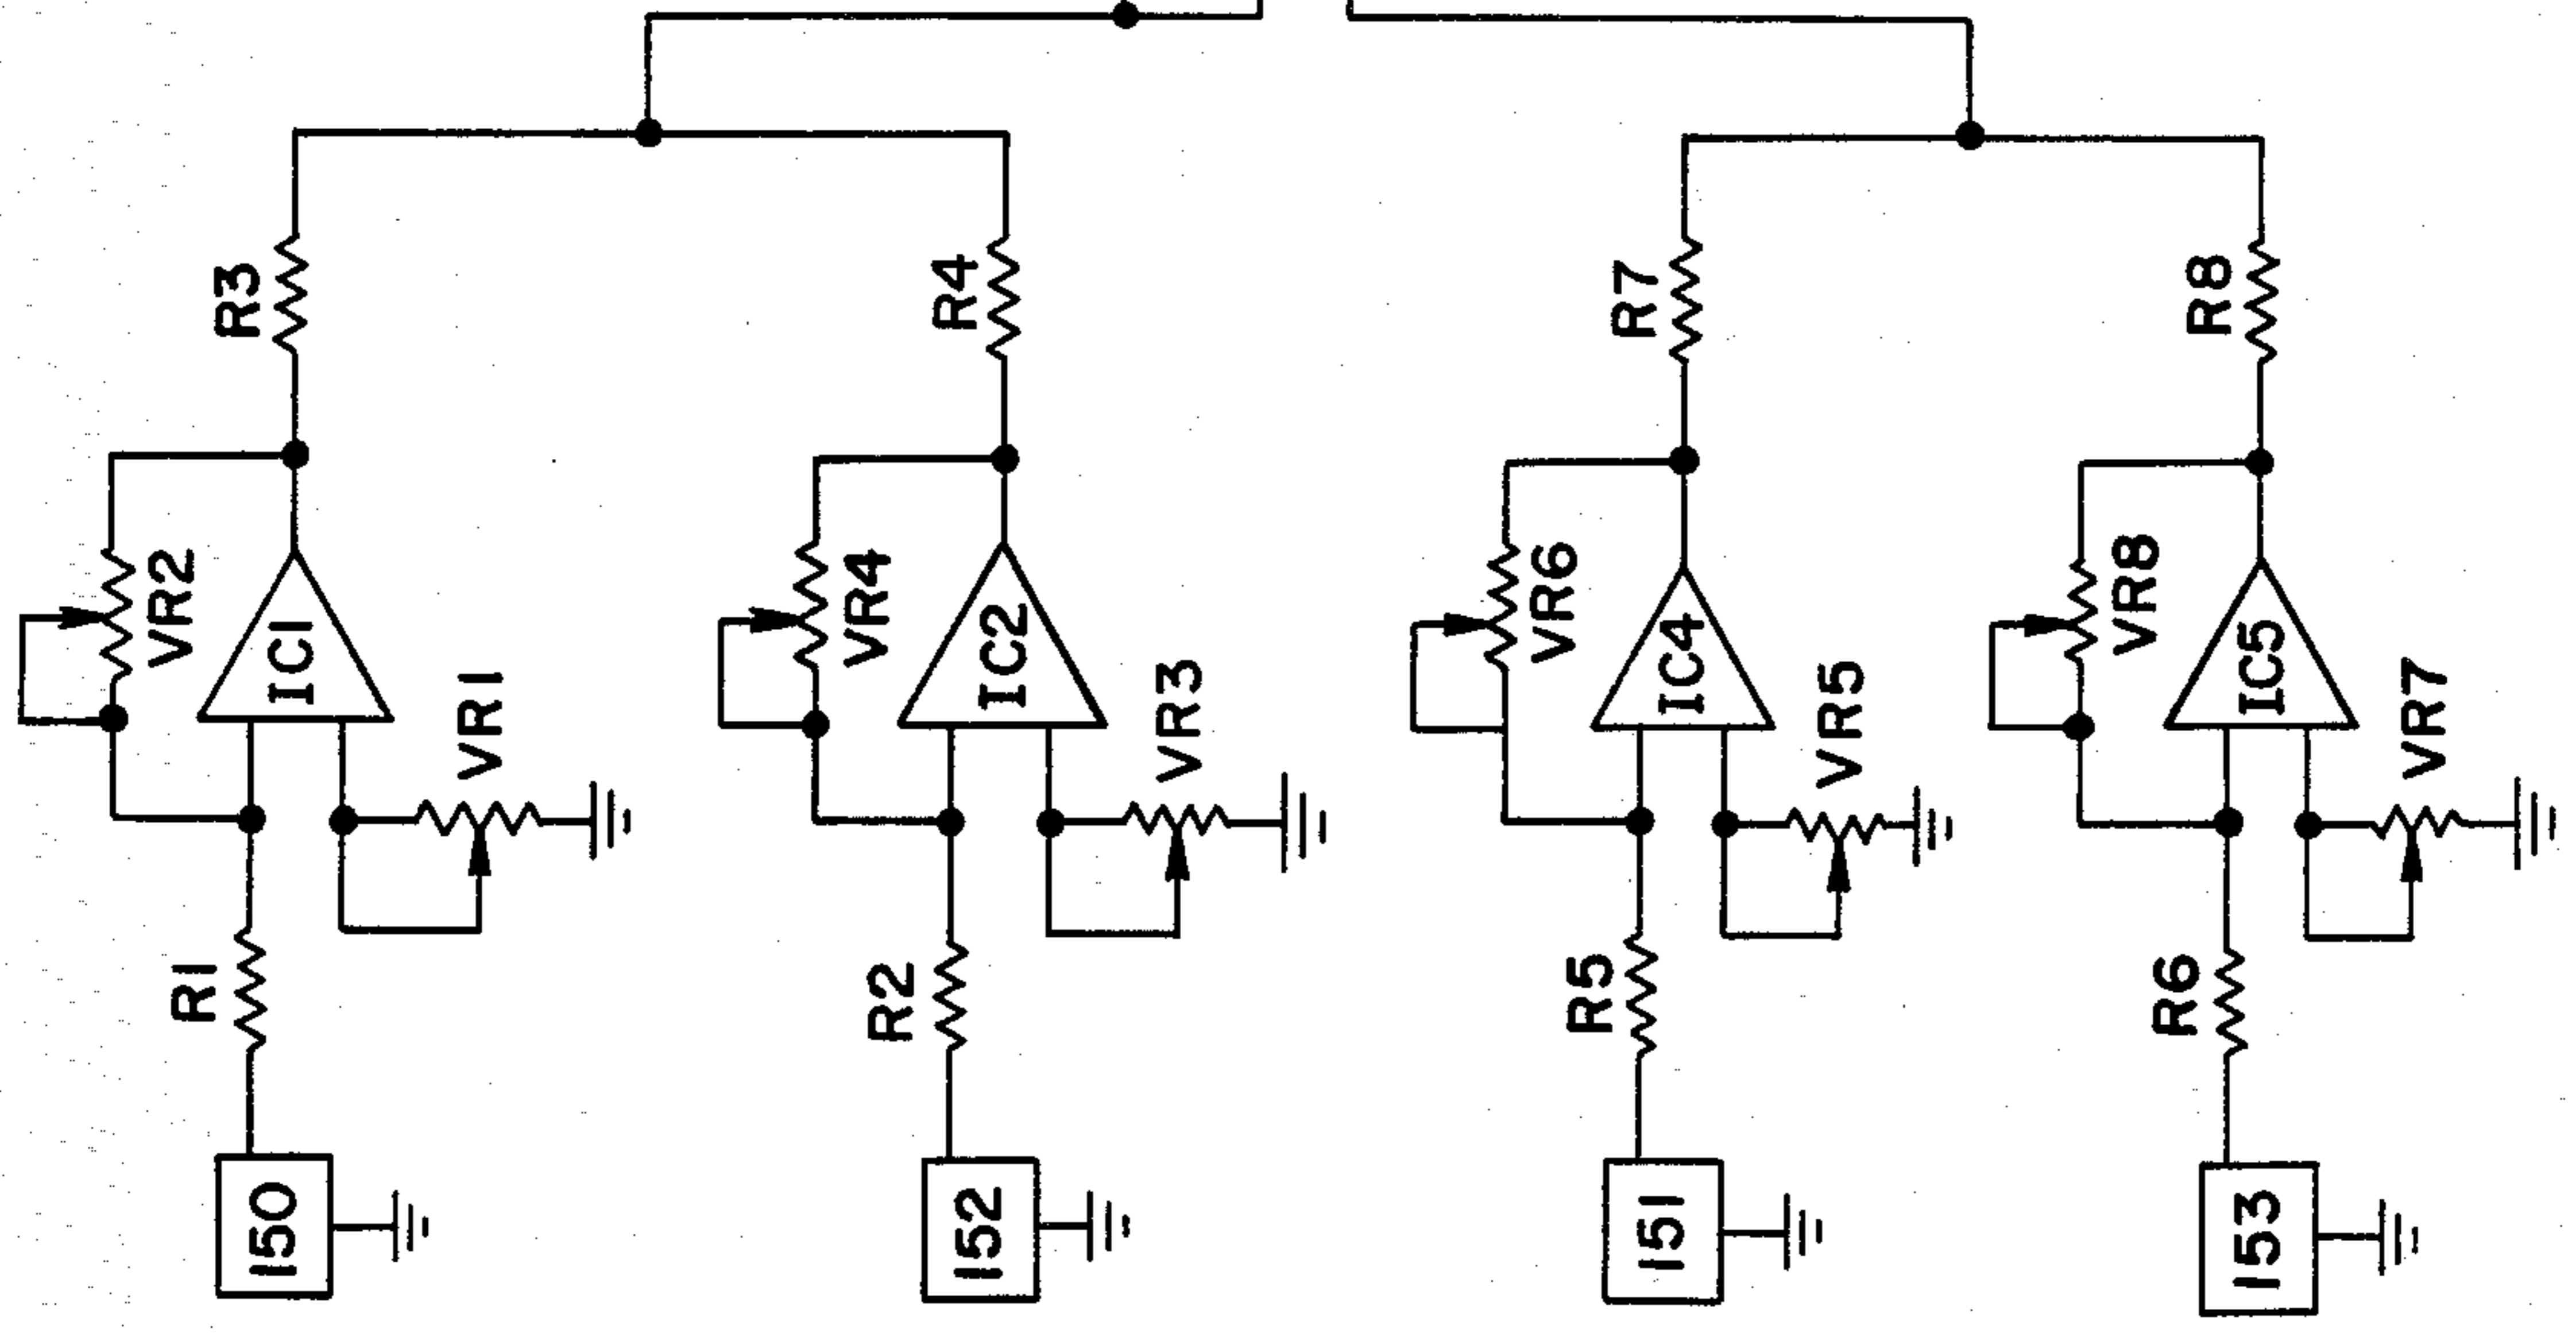 R3
R4
R7
R8
VR2
IC1
VR1
VR4
IC2
VR3
VR6
IC4
VR5
VR8
IC5
VR7
R1
R2
R5
R6
150
152
151
153